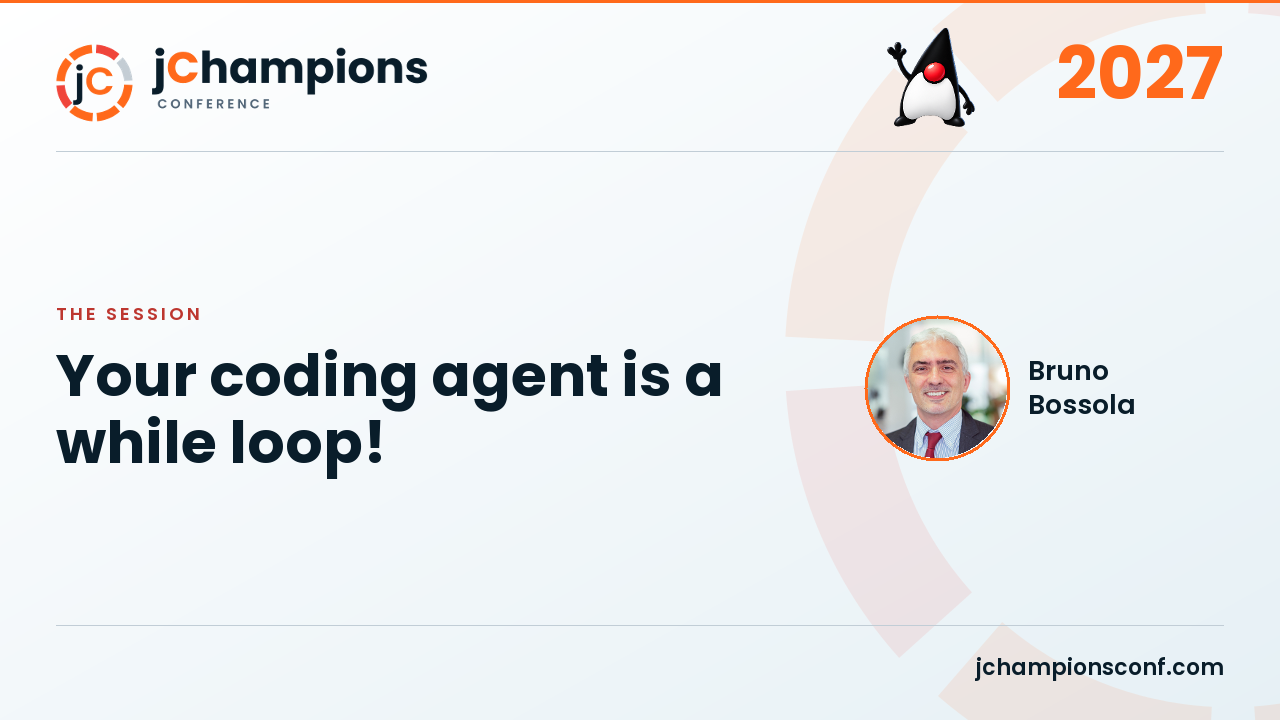 jC
jChampions
CONFERENCE
2027
THE SESSION
Your coding agent is a
while loop!
Bruno
Bossola
jchampionsconf.com